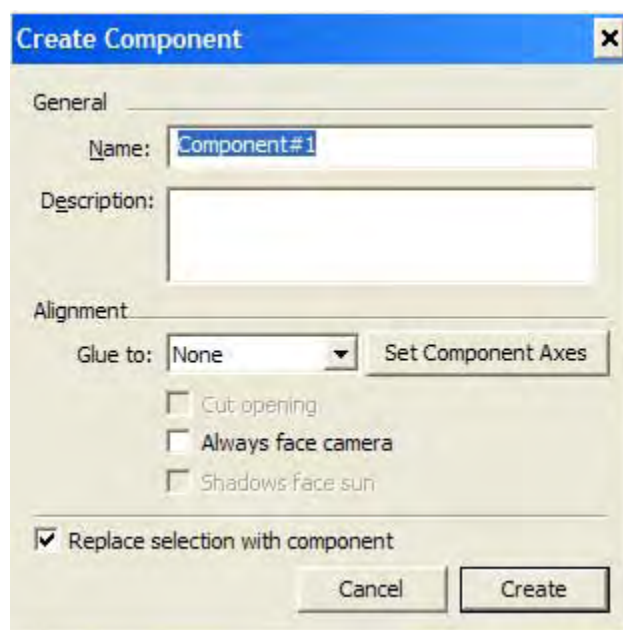 Create Component
General
Name: Component#1
Description:
Alignment
Glue to: None Set Component Axes
Cut opening
Always face camera
Shadows face sun
Replace selection with component
Cancel Create